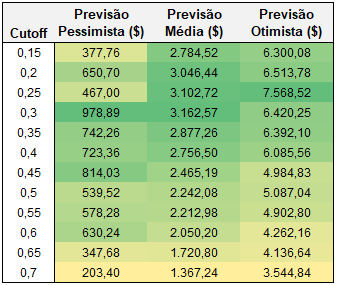 Cutoff Previsão Pessimista ($) Previsão Média ($) Previsão Otimista ($)
0,15 377,76 2.784,52 6.300,08
0,2 650,70 3.046,44 6.513,78
0,25 467,00 3.102,72 7.568,52
0,3 978,89 3.162,57 6.420,25
0,35 742,26 2.877,26 6.392,10
0,4 723,36 2.756,50 6.085,56
0,45 814,03 2.465,19 4.984,83
0,5 539,52 2.242,08 5.087,04
0,55 578,28 2.212,98 4.902,80
0,6 630,24 2.050,20 4.262,16
0,65 347,68 1.720,80 4.136,64
0,7 203,40 1.367,24 3.544,84